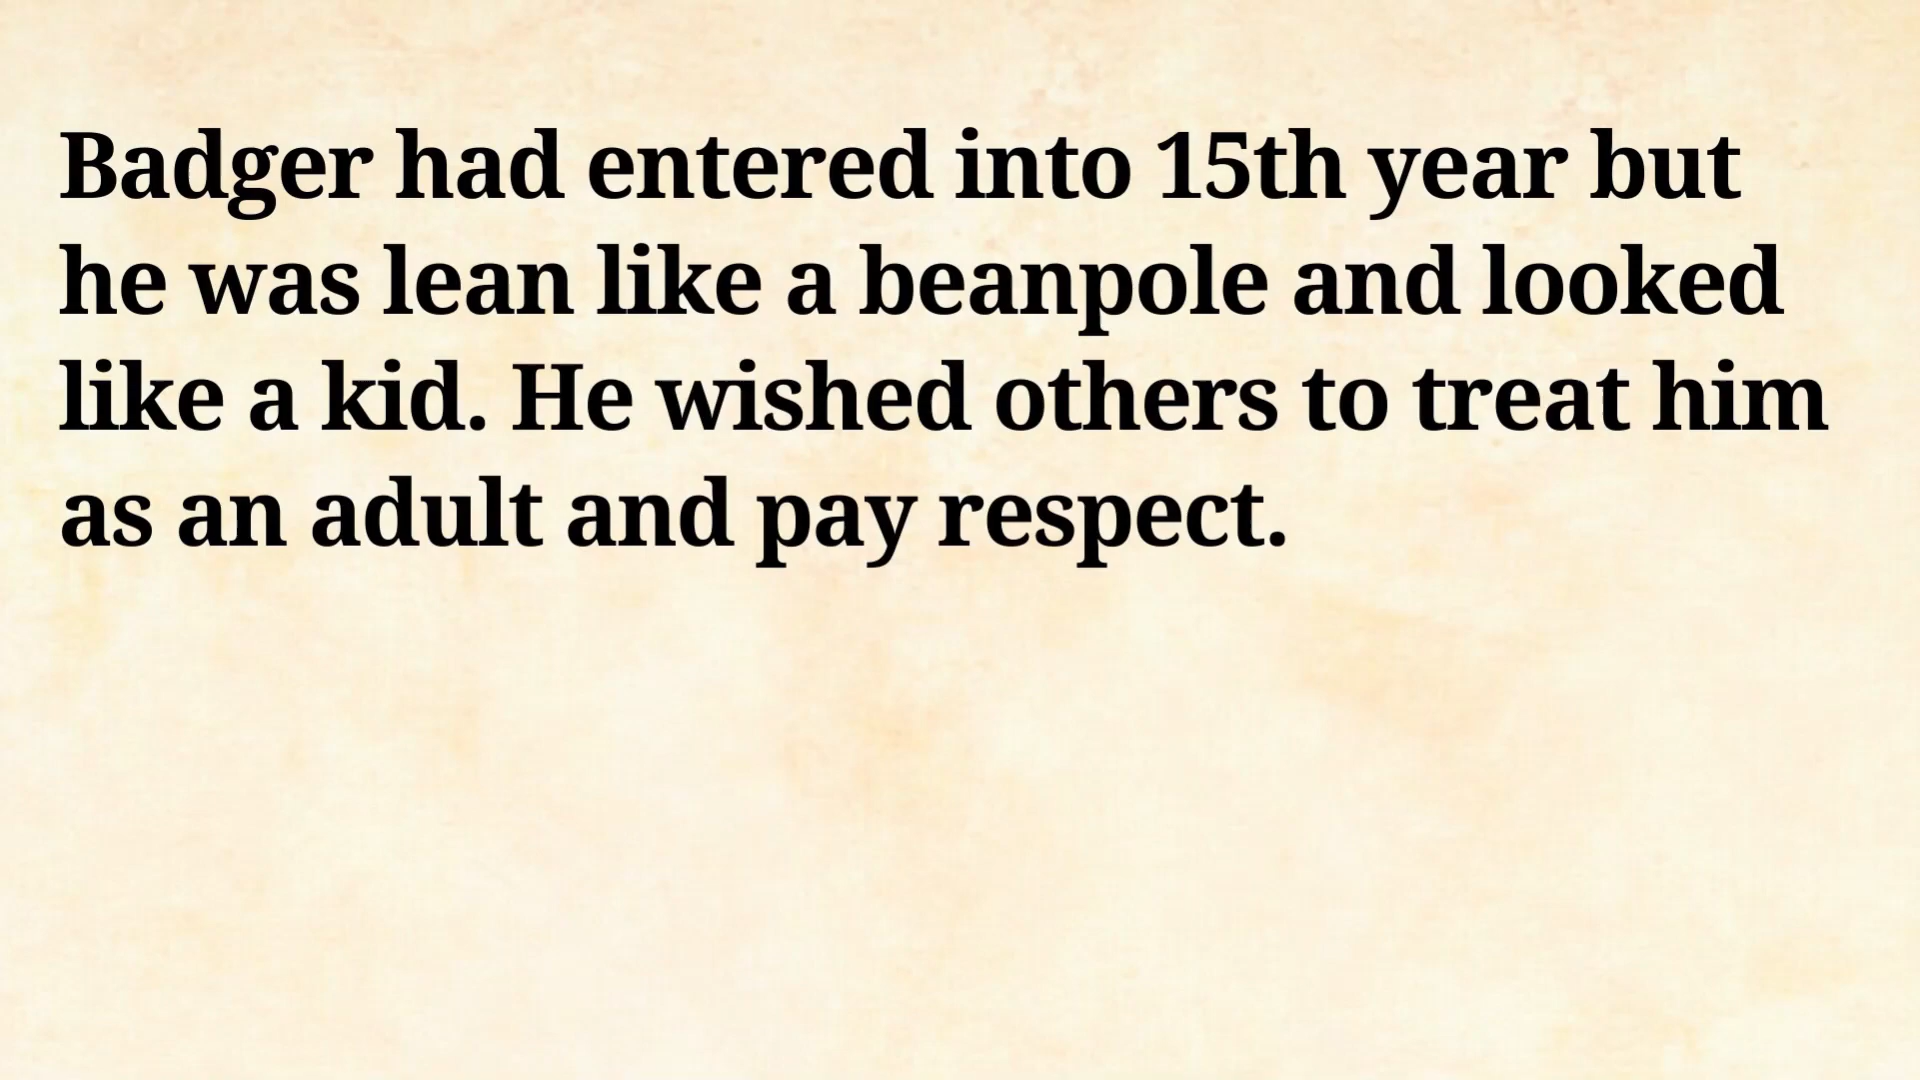 Badger had entered into 15th year but
he was lean like a beanpole and looked
like a kid. He wished others to treat him
as an adult and pay respect.